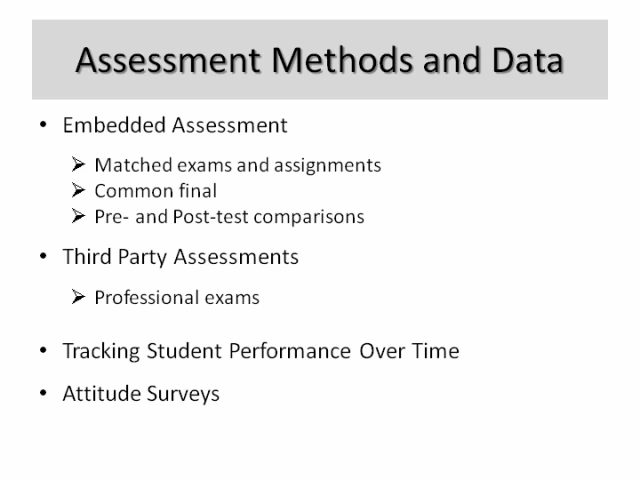 Assessment Methods and Data
• Embedded Assessment
➢ Matched exams and assignments
➢ Common final
➢ Pre- and Post-test comparisons
• Third Party Assessments
➢ Professional exams
• Tracking Student Performance Over Time
• Attitude Surveys